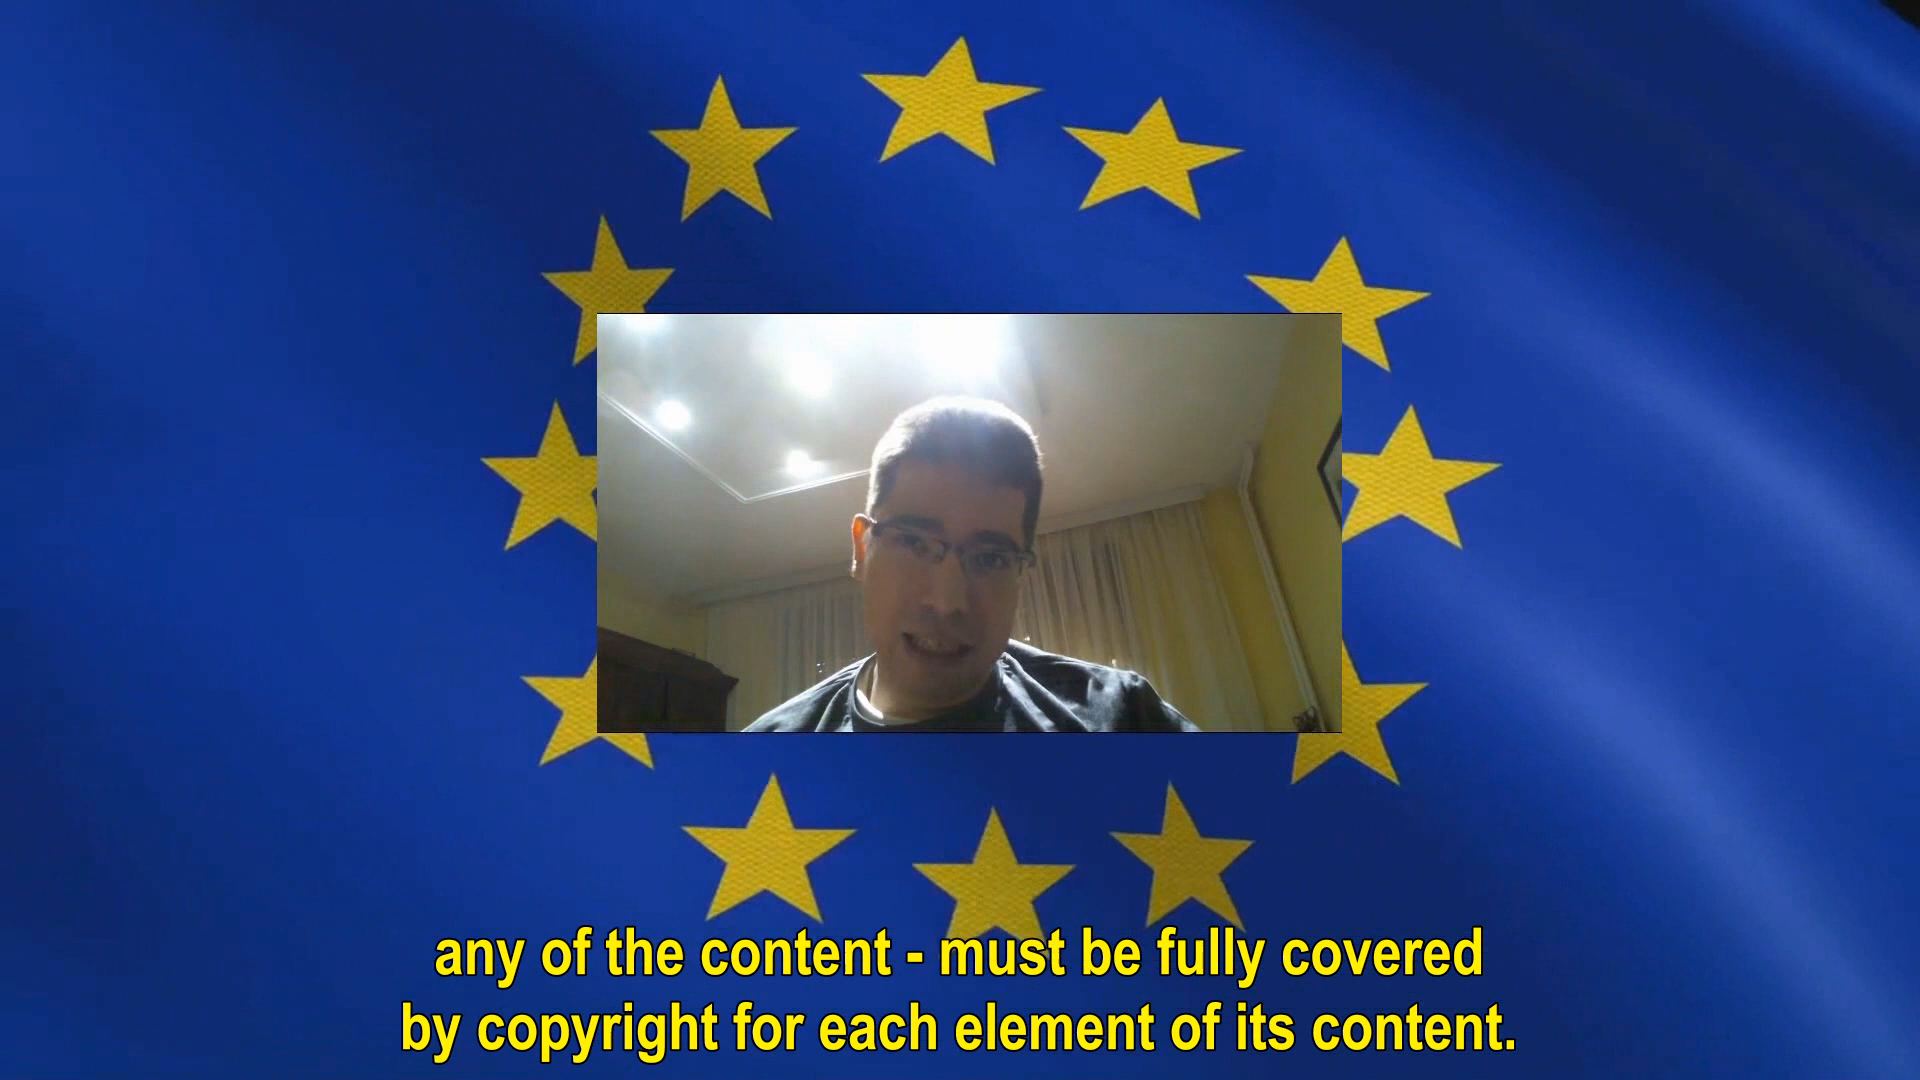 any of the content - must be fully covered
by copyright for each element of its content.